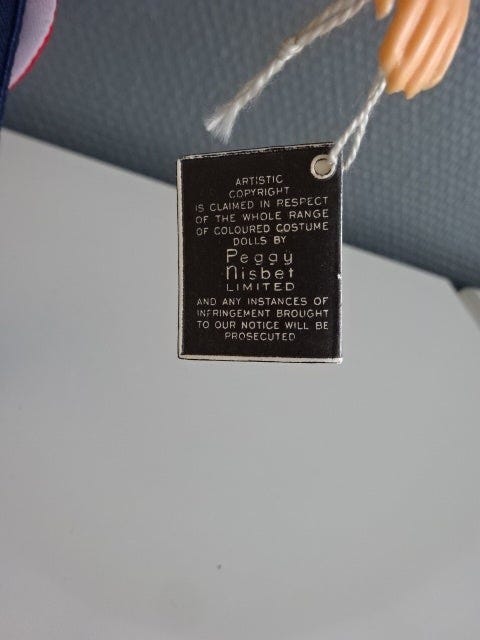 ARTISTIC
COPYRIGHT
IS CLAIMED IN RESPECT
OF THE WHOLE RANGE
OF COLOURED COSTUME
DOLLS BY
Peggy
Nisbet
LIMITED
AND ANY INSTANCES OF
INFRINGEMENT BROUGHT
TO OUR NOTICE WILL BE
PROSECUTED